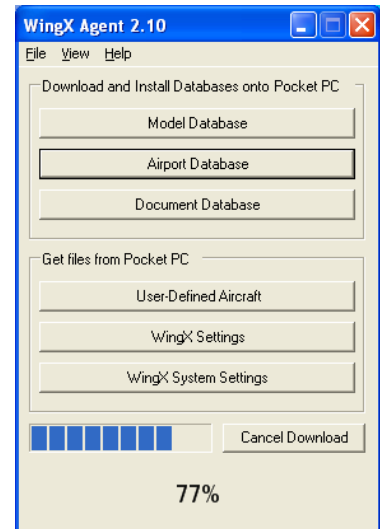 WingX Agent 2.10
File View Help
Download and Install Databases onto Pocket PC
Model Database
Airport Database
Document Database
Get files from Pocket PC
User-Defined Aircraft
WingX Settings
WingX System Settings
Cancel Download
77%